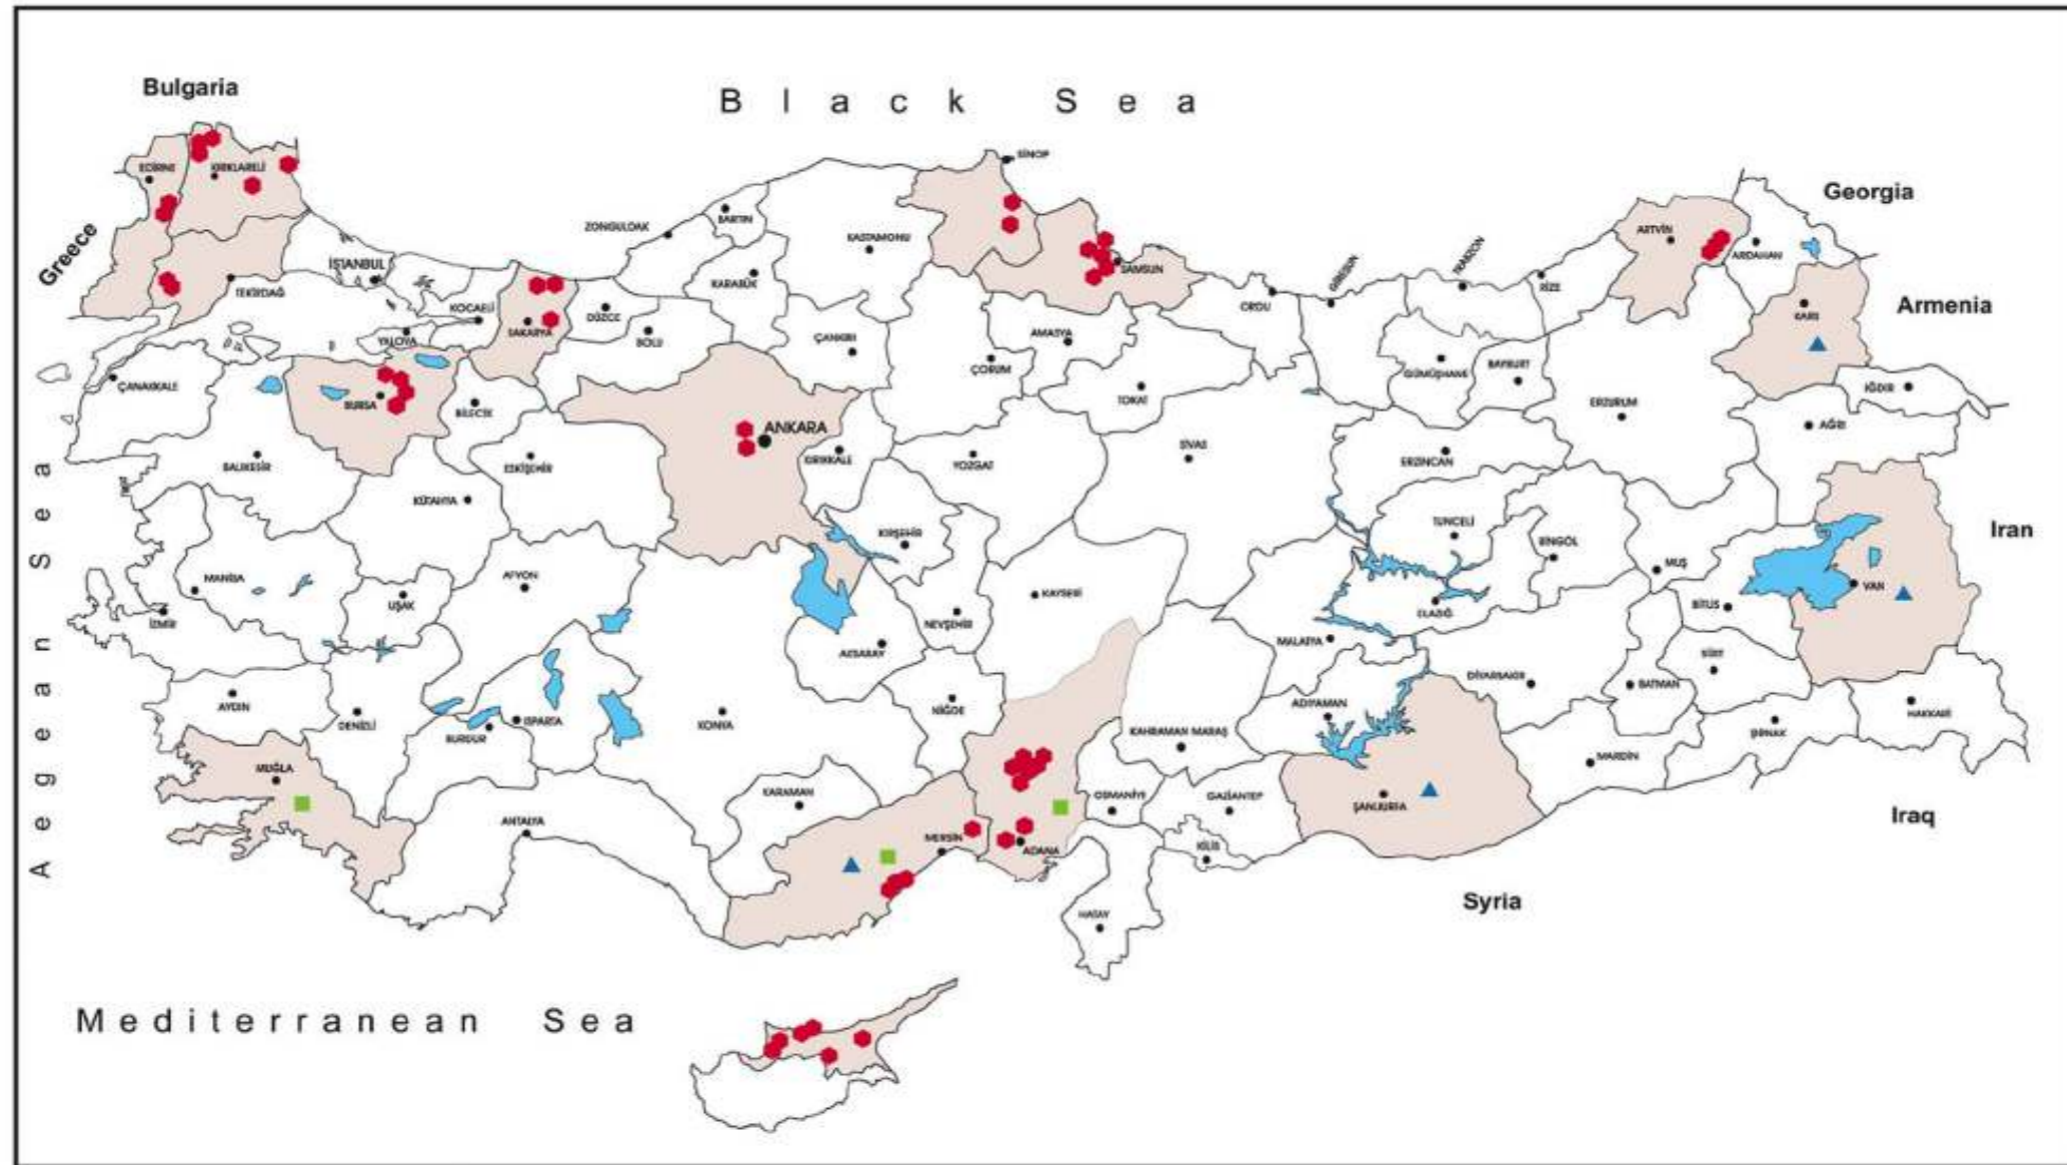 Bulgaria
Black Sea
Georgia
Armenia
Iran
Iraq
Syria
Greece
Aegean Sea
Mediterranean Sea
EDİRNE
KIRKLARELİ
TEKİRDAĞ
İSTANBUL
KOCAELİ
YALOVA
SAKARYA
DÜZCE
BOLU
ZONGULDAK
BARTIN
KARABÜK
KASTAMONU
SİNOP
SAMSUN
ÇANKIRI
ÇORUM
AMASYA
TOKAT
ORDU
GİRESUN
TRABZON
RİZE
ARTVİN
ARDAHAN
KARS
IĞDIR
AĞRI
GÜMÜŞHANE
BAYBURT
ERZURUM
ERZİNCAN
ÇANAKKALE
BALIKESİR
BURSA
BİLECİK
ESKİŞEHİR
KÜTAHYA
ANKARA
KIRIKKALE
YOZGAT
SİVAS
KIRŞEHİR
NEVŞEHİR
KAYSERİ
AKSARAY
NİĞDE
TUNCELİ
BİNGÖL
MUŞ
BİTLİS
VAN
ELAZIĞ
MALATYA
MANİSA
İZMİR
UŞAK
AFYON
AYDIN
DENİZLİ
BURDUR
ISPARTA
KONYA
MUĞLA
ANTALYA
KARAMAN
MERSİN
ADANA
OSMANİYE
KAHRAMAN MARAŞ
GAZİANTEP
KİLİS
HATAY
ADIYAMAN
ŞANLIURFA
DİYARBAKIR
BATMAN
SİİRT
MARDİN
ŞIRNAK
HAKKARİ